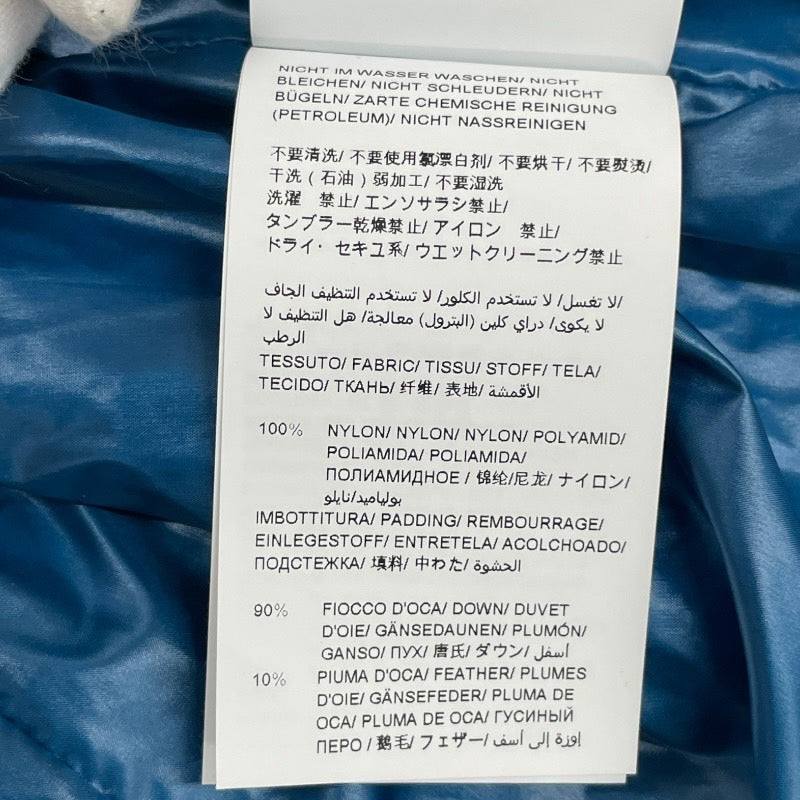 NICHT IM WASSER WASCHEN/ NICHT
BLEICHEN/ NICHT SCHLEUDERN/ NICHT
BÜGELN/ ZARTE CHEMISCHE REINIGUNG
(PETROLEUM)/ NICHT NASSREINIGEN
不要清洗/ 不要使用氯漂白剂/ 不要烘干/ 不要熨烫/
干洗 ( 石油 ) 弱加工/ 不要湿洗
洗濯 禁止/ エンソサラシ禁止/
タンブラー乾燥禁止/ アイロン 禁止/
ドライ・ セキユ系/ ウエットクリーニング禁止
/لا تغسل/ لا تستخدم الكلور/ لا تستخدم التنظيف الجاف
لا يكوى/ دراي كلين (البترول) معالجة/ هل التنظيف لا
الرطب
TESSUTO/ FABRIC/ TISSU/ STOFF/ TELA/
TECIDO/ ТКАНЬ/ 纤维/ 表地/ الأقمشة
100% NYLON/ NYLON/ NYLON/ POLYAMID/
POLIAMIDA/ POLIAMIDA/
ПОЛИАМИДНОЕ / 锦纶/尼龙/ ナイロン/
بولياميد/نايلو
IMBOTTITURA/ PADDING/ REMBOURRAGE/
EINLEGESTOFF/ ENTRETELA/ ACOLCHOADO/
ПОДСТЕЖКА/ 填料/ 中わた/ الحشوة
90% FIOCCO D'OCA/ DOWN/ DUVET
D'OIE/ GÄNSEDAUNEN/ PLUMÓN/
GANSO/ ПУХ/ 唐氏/ ダウン/ أسفل
10% PIUMA D'OCA/ FEATHER/ PLUMES
D'OIE/ GÄNSEFEDER/ PLUMA DE
OCA/ PLUMA DE OCA/ ГУСИНЫЙ
ПЕРО / 鹅毛/ フェザー/ إوزة إلى أسف